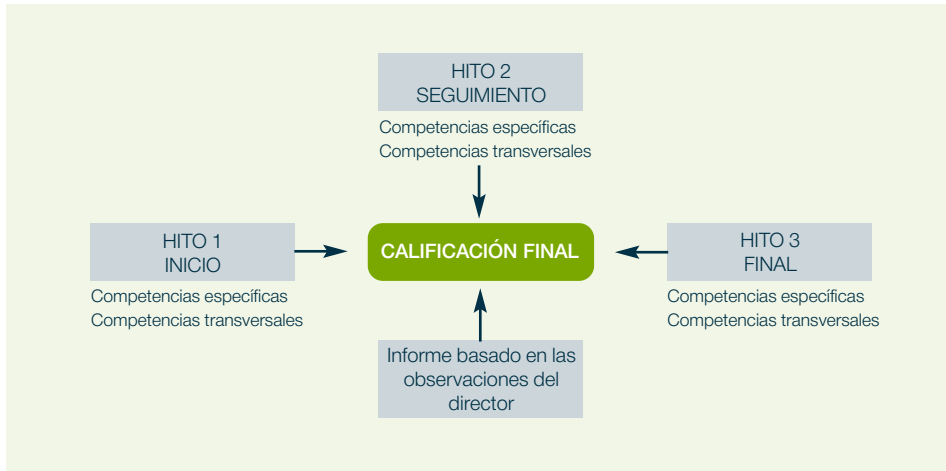 HITO 2
SEGUIMIENTO
Competencias específicas
Competencias transversales
HITO 1
INICIO
Competencias específicas
Competencias transversales
CALIFICACIÓN FINAL
HITO 3
FINAL
Competencias específicas
Competencias transversales
Informe basado en las
observaciones del
director